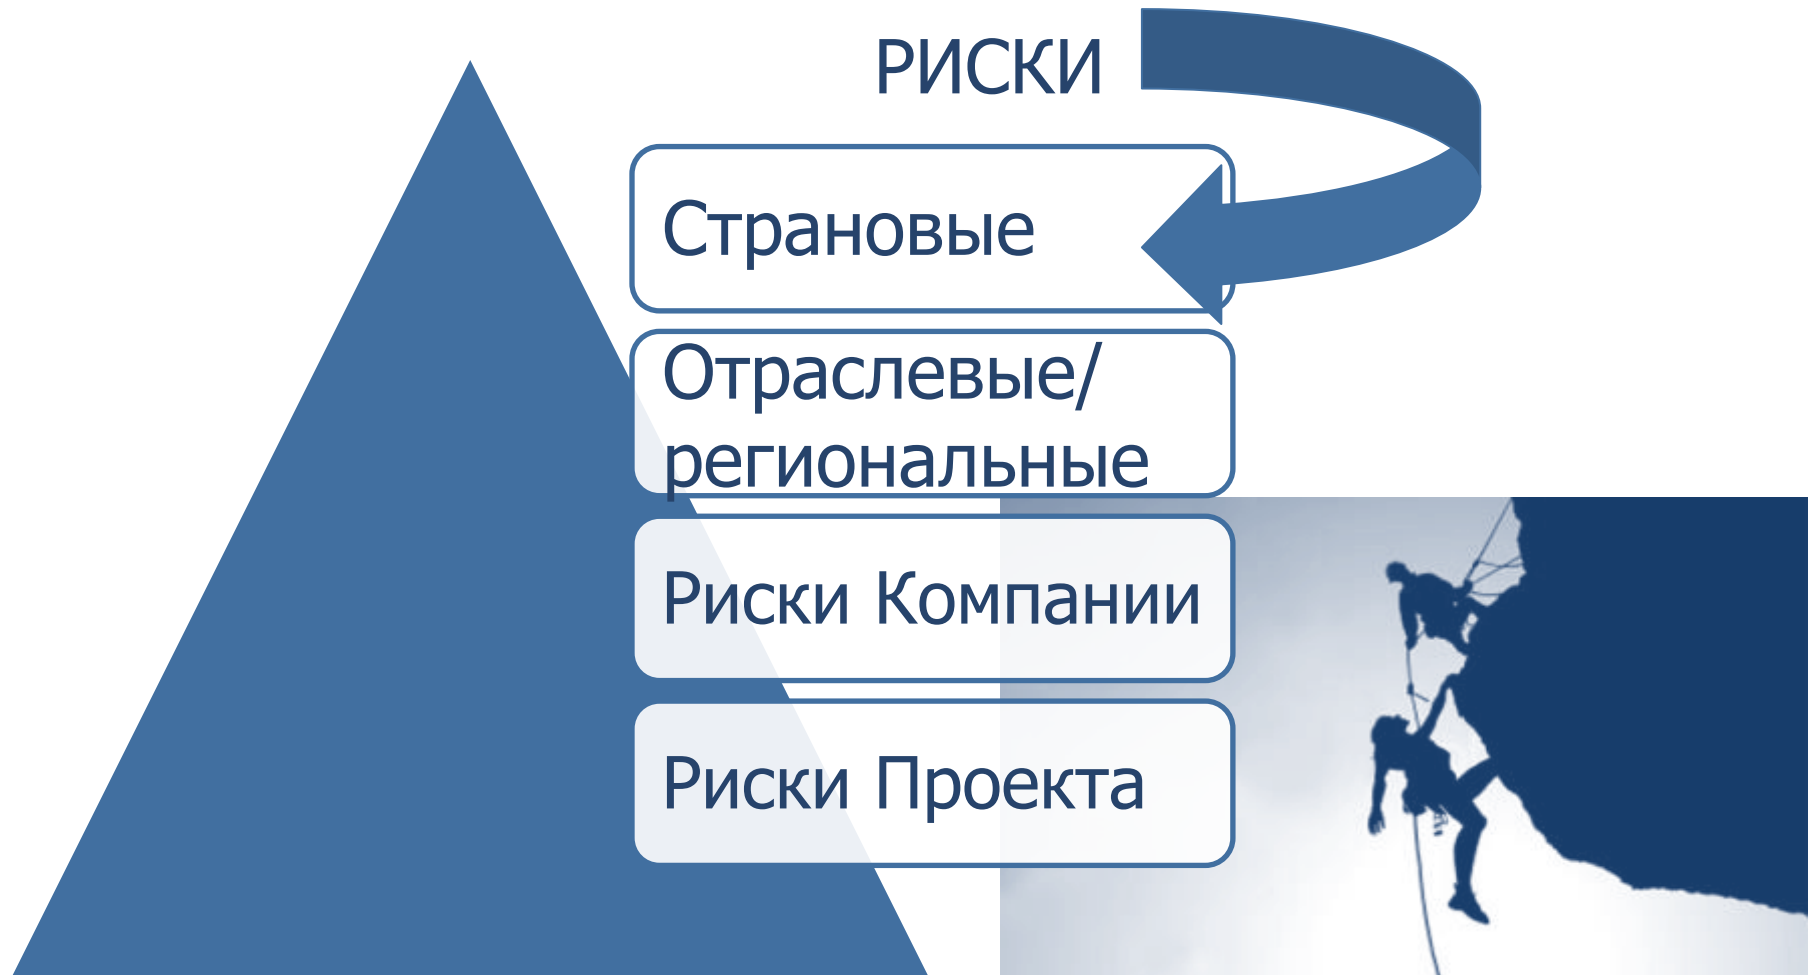 РИСКИ
Страновые
Отраслевые/
региональные
Риски Компании
Риски Проекта